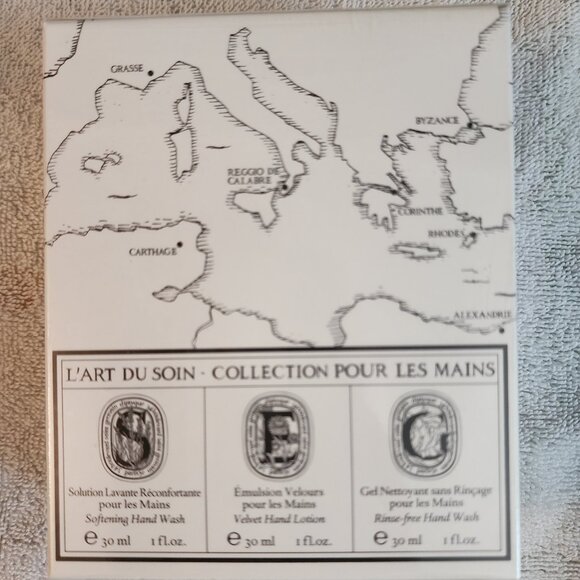 GRASSE
BYZANCE
REGGIO DE
CALABRE
CORINTHE
RHODES
CARTHAGE
ALEXANDRIE
L'ART DU SOIN - COLLECTION POUR LES MAINS
S
E
G
Solution Lavante Réconfortante
pour les Mains
Softening Hand Wash
℮ 30 ml 1 fl.oz.
Émulsion Velours
pour les Mains
Velvet Hand Lotion
℮ 30 ml 1 fl.oz.
Gel Nettoyant sans Rinçage
pour les Mains
Rinse-free Hand Wash
℮ 30 ml 1 fl.oz.